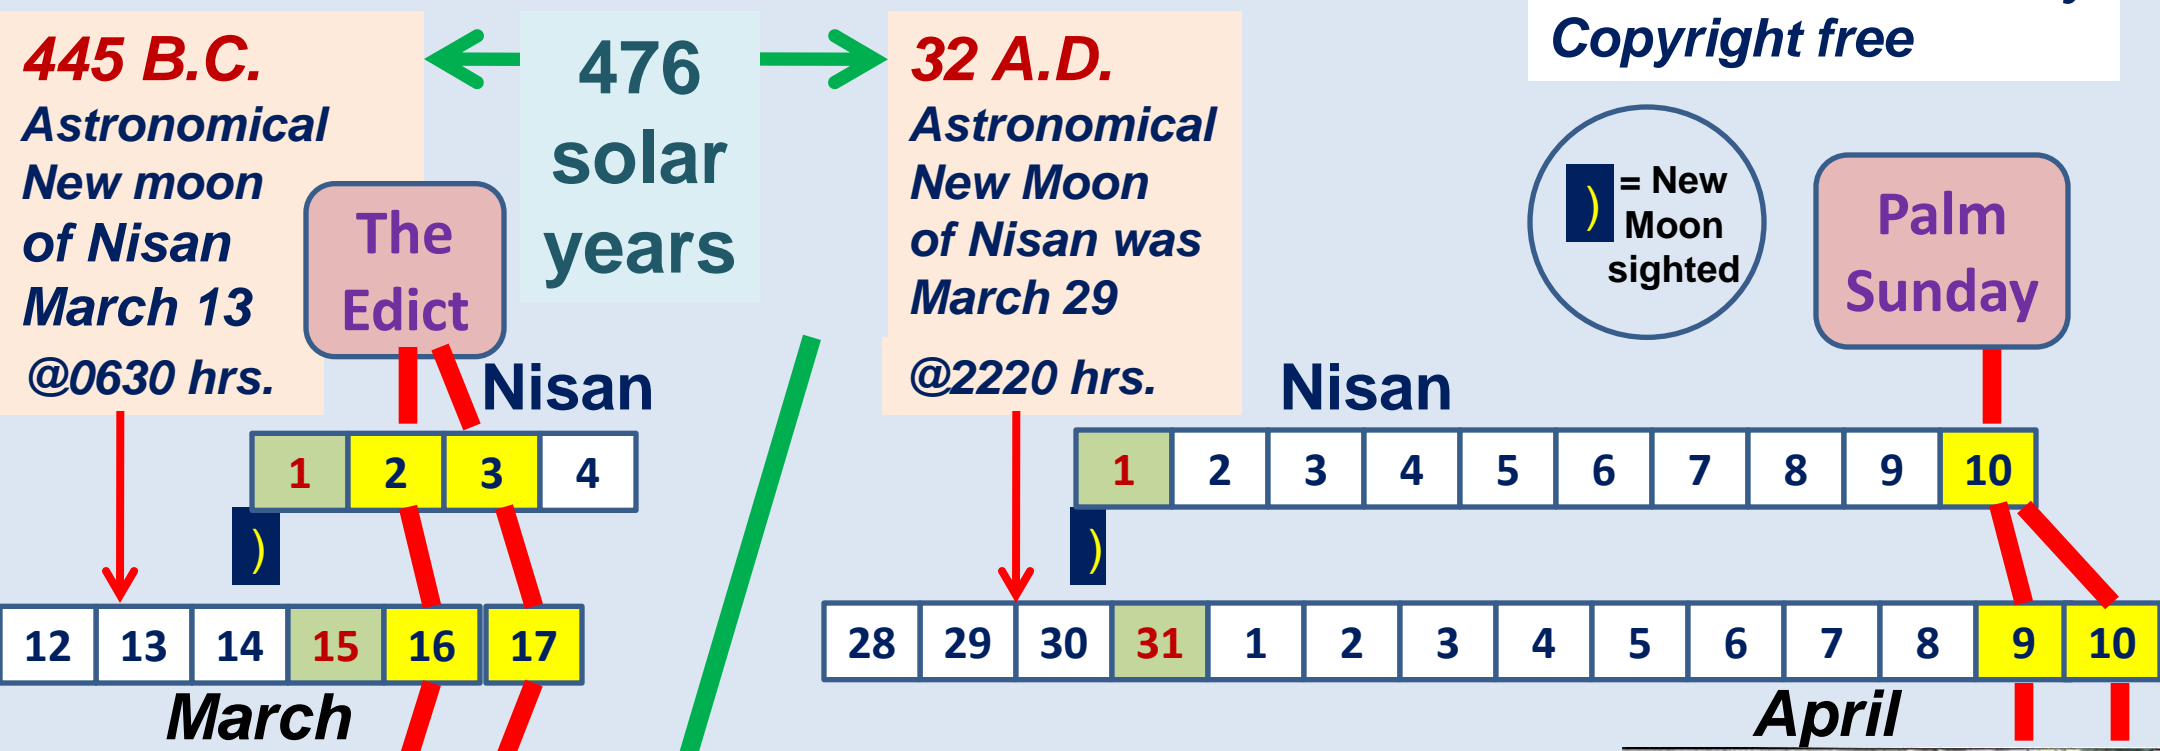 445 B.C.
Astronomical
New moon
of Nisan
March 13
@0630 hrs.
The
Edict
476
solar
years
32 A.D.
Astronomical
New Moon
of Nisan was
March 29
@2220 hrs.
Copyright free
) = New
Moon
sighted
Palm
Sunday
Nisan
1 2 3 4
)
12 13 14 15 16 17
March
Nisan
1 2 3 4 5 6 7 8 9 10
)
28 29 30 31 1 2 3 4 5 6 7 8 9 10
April